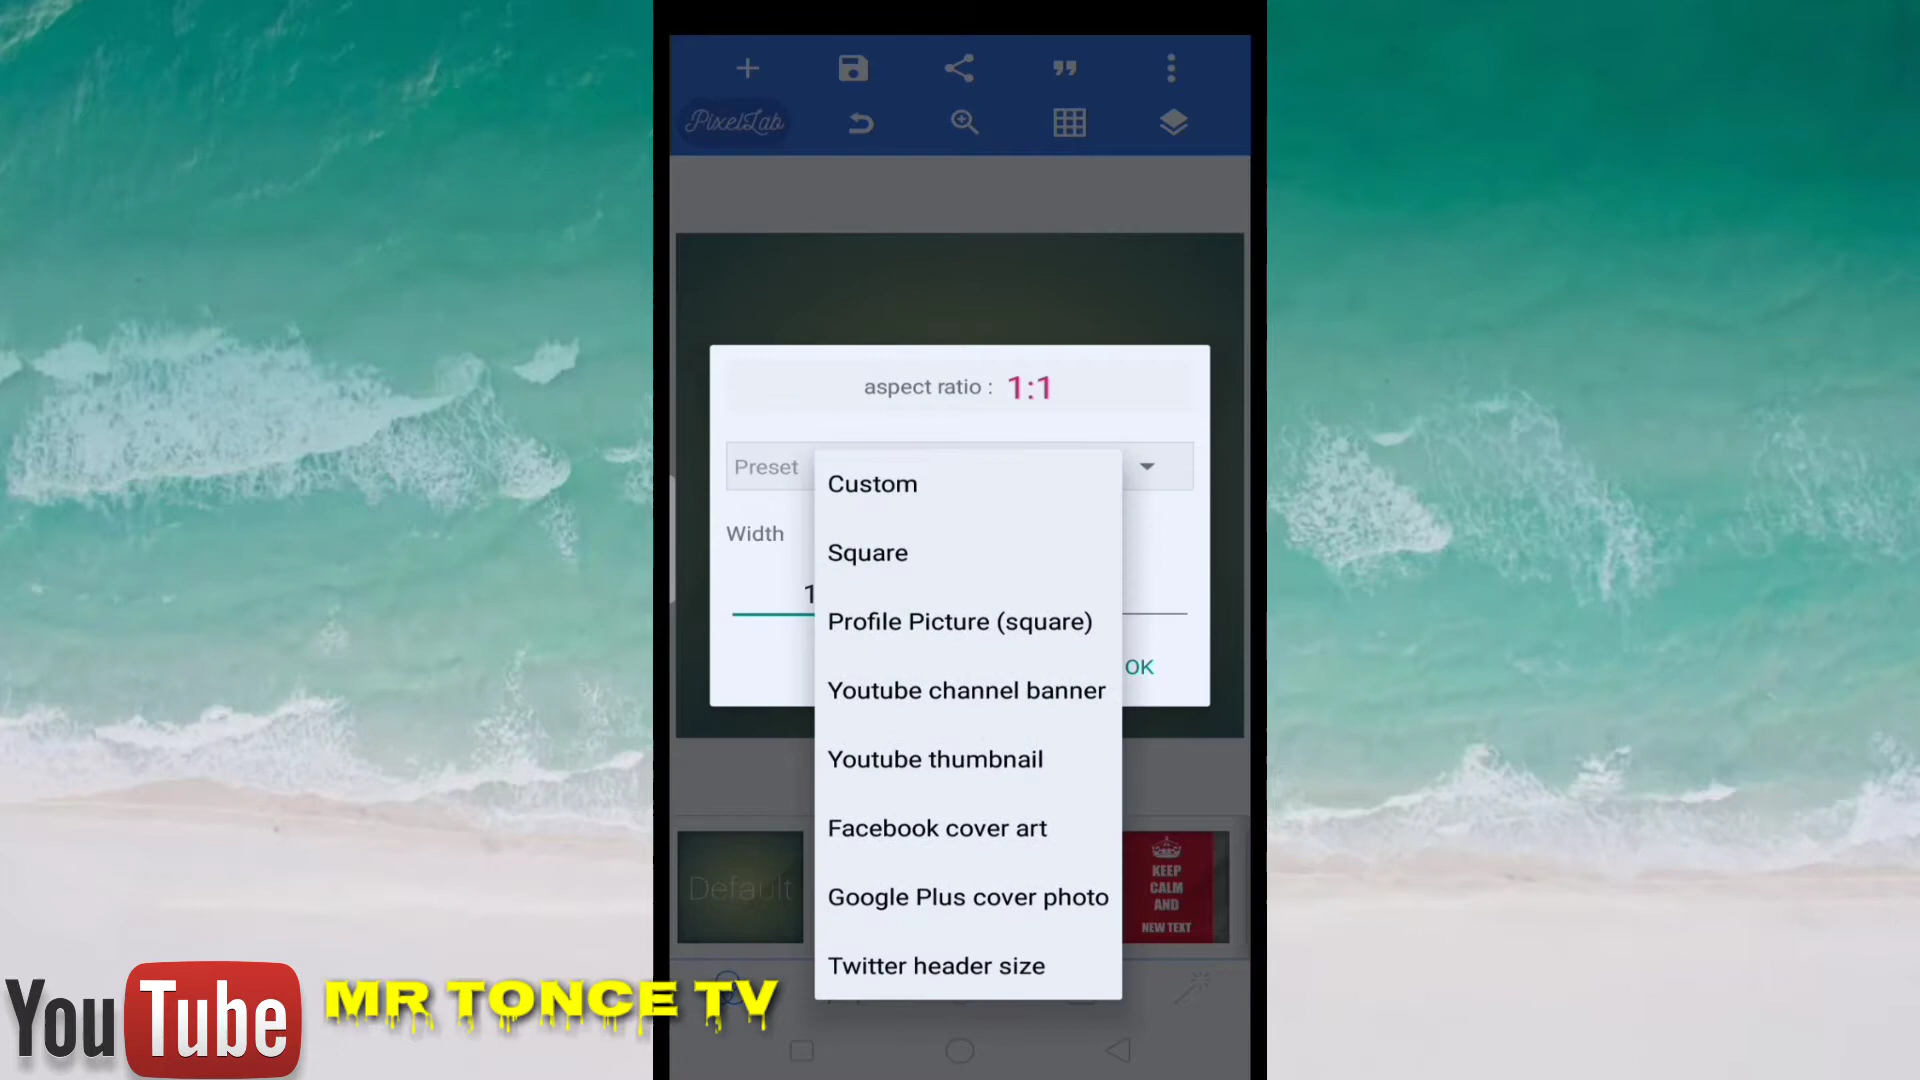 PixelLab
aspect ratio : 1:1
Preset
Custom
Width
Square
1
Profile Picture (square)
OK
Youtube channel banner
Youtube thumbnail
Facebook cover art
Google Plus cover photo
Twitter header size
Default
KEEP
CALM
AND
NEW TEXT
YouTube
MR TONCE TV